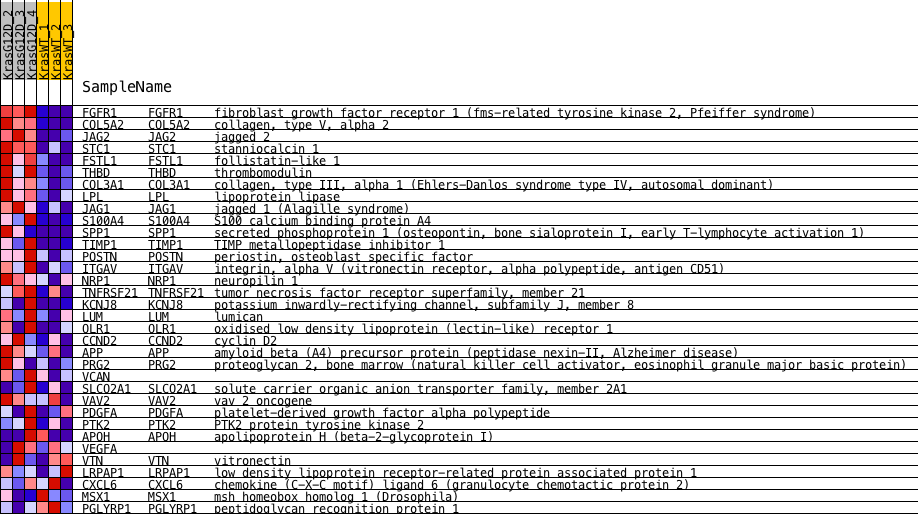 KrasG12D_2
KrasG12D_3
KrasG12D_4
KrasWT_1
KrasWT_2
KrasWT_3
SampleName
FGFR1 FGFR1 fibroblast growth factor receptor 1 (fms-related tyrosine kinase 2, Pfeiffer syndrome)
COL5A2 COL5A2 collagen, type V, alpha 2
JAG2 JAG2 jagged 2
STC1 STC1 stanniocalcin 1
FSTL1 FSTL1 follistatin-like 1
THBD THBD thrombomodulin
COL3A1 COL3A1 collagen, type III, alpha 1 (Ehlers-Danlos syndrome type IV, autosomal dominant)
LPL LPL lipoprotein lipase
JAG1 JAG1 jagged 1 (Alagille syndrome)
S100A4 S100A4 S100 calcium binding protein A4
SPP1 SPP1 secreted phosphoprotein 1 (osteopontin, bone sialoprotein I, early T-lymphocyte activation 1)
TIMP1 TIMP1 TIMP metallopeptidase inhibitor 1
POSTN POSTN periostin, osteoblast specific factor
ITGAV ITGAV integrin, alpha V (vitronectin receptor, alpha polypeptide, antigen CD51)
NRP1 NRP1 neuropilin 1
TNFRSF21 TNFRSF21 tumor necrosis factor receptor superfamily, member 21
KCNJ8 KCNJ8 potassium inwardly-rectifying channel, subfamily J, member 8
LUM LUM lumican
OLR1 OLR1 oxidised low density lipoprotein (lectin-like) receptor 1
CCND2 CCND2 cyclin D2
APP APP amyloid beta (A4) precursor protein (peptidase nexin-II, Alzheimer disease)
PRG2 PRG2 proteoglycan 2, bone marrow (natural killer cell activator, eosinophil granule major basic protein)
VCAN
SLCO2A1 SLCO2A1 solute carrier organic anion transporter family, member 2A1
VAV2 VAV2 vav 2 oncogene
PDGFA PDGFA platelet-derived growth factor alpha polypeptide
PTK2 PTK2 PTK2 protein tyrosine kinase 2
APOH APOH apolipoprotein H (beta-2-glycoprotein I)
VEGFA
VTN VTN vitronectin
LRPAP1 LRPAP1 low density lipoprotein receptor-related protein associated protein 1
CXCL6 CXCL6 chemokine (C-X-C motif) ligand 6 (granulocyte chemotactic protein 2)
MSX1 MSX1 msh homeobox homolog 1 (Drosophila)
PGLYRP1 PGLYRP1 peptidoglycan recognition protein 1